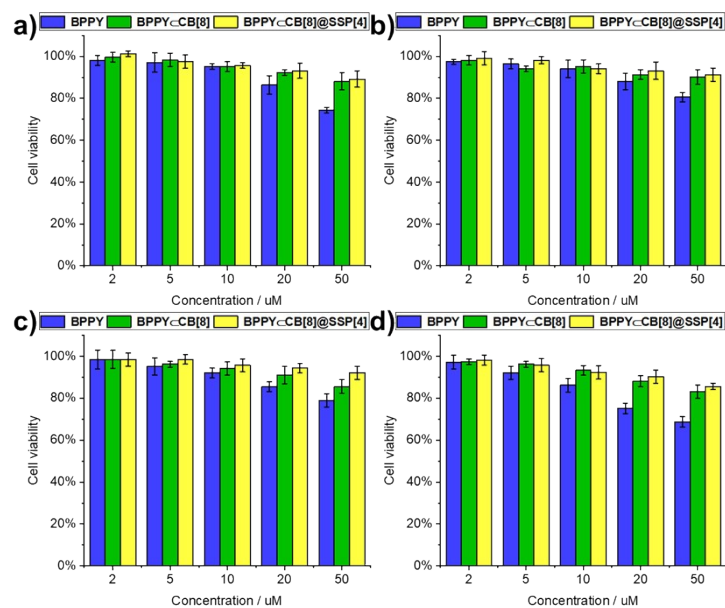 a) BPPY BPPY⊂CB[8] BPPY⊂CB[8]@SSP[4]
100%
80%
60%
40%
20%
0%
Cell viability
2 5 10 20 50
Concentration / uM
b) BPPY BPPY⊂CB[8] BPPY⊂CB[8]@SSP[4]
100%
80%
60%
40%
20%
0%
Cell viability
2 5 10 20 50
Concentration / uM
c) BPPY BPPY⊂CB[8] BPPY⊂CB[8]@SSP[4]
100%
80%
60%
40%
20%
0%
Cell viability
2 5 10 20 50
Concentration / uM
d) BPPY BPPY⊂CB[8] BPPY⊂CB[8]@SSP[4]
100%
80%
60%
40%
20%
0%
Cell viability
2 5 10 20 50
Concentration / uM